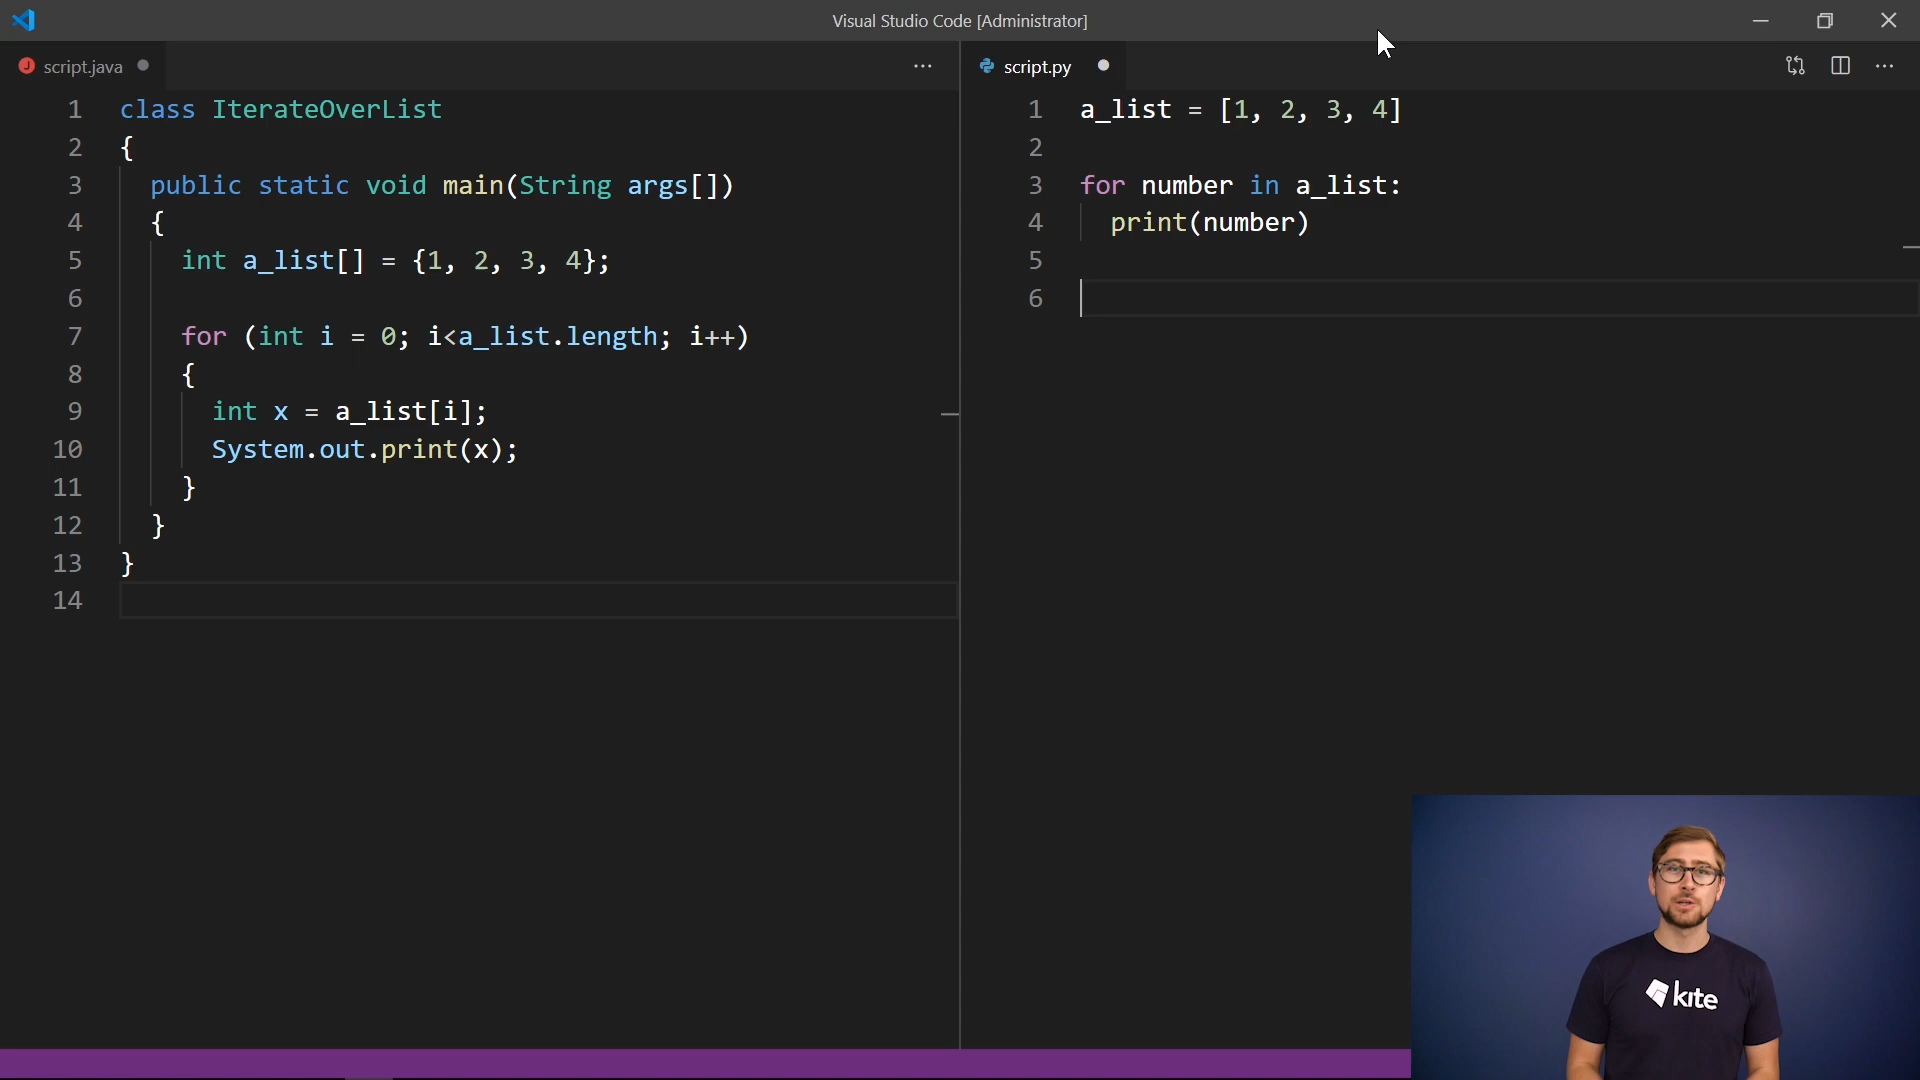 Visual Studio Code [Administrator]
script.java
1 class IterateOverList
2 {
3 public static void main(String args[])
4 {
5 int a_list[] = {1, 2, 3, 4};
6
7 for (int i = 0; i<a_list.length; i++)
8 {
9 int x = a_list[i];
10 System.out.print(x);
11 }
12 }
13 }
14
script.py
1 a_list = [1, 2, 3, 4]
2
3 for number in a_list:
4 print(number)
5
6
kite